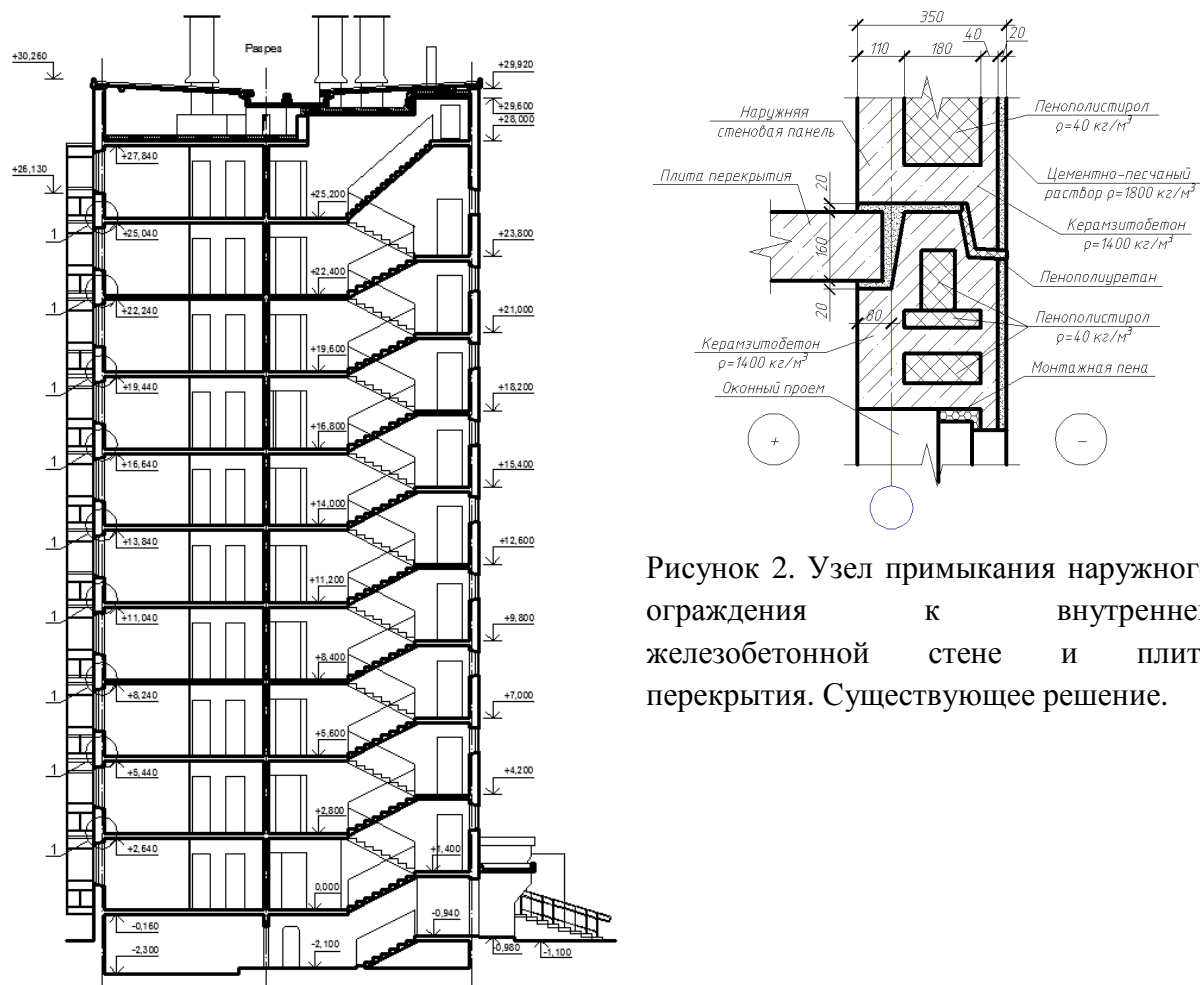 Разрез
+30,260
+29,920
+29,600
+28,000
+27,840
+26,130
+25,200
1
+25,040
+23,800
+22,400
1
+22,240
+21,000
+19,600
1
+19,440
+18,200
+16,800
1
+16,640
+15,400
+14,000
1
+13,840
+12,600
+11,200
1
+11,040
+9,800
+8,400
1
+8,240
+7,000
+5,600
1
+5,440
+4,200
+2,800
1
+2,640
+1,400
0,000
-0,160
-0,940
-0,980
-1,100
-2,100
-2,300
350
40
20
110
180
Наружняя
стеновая панель
Плита перекрытия
20
160
20
80
Керамзитобетон
ρ=1400 кг/м³
Оконный проем
Пенополистирол
ρ=40 кг/м³
Цементно-песчаный
раствор ρ=1800 кг/м³
Керамзитобетон
ρ=1400 кг/м³
Пенополиуретан
Пенополистирол
ρ=40 кг/м³
Монтажная пена
+
−
Рисунок 2. Узел примыкания наружног
ограждения к внутренней
железобетонной стене и плит
перекрытия. Существующее решение.